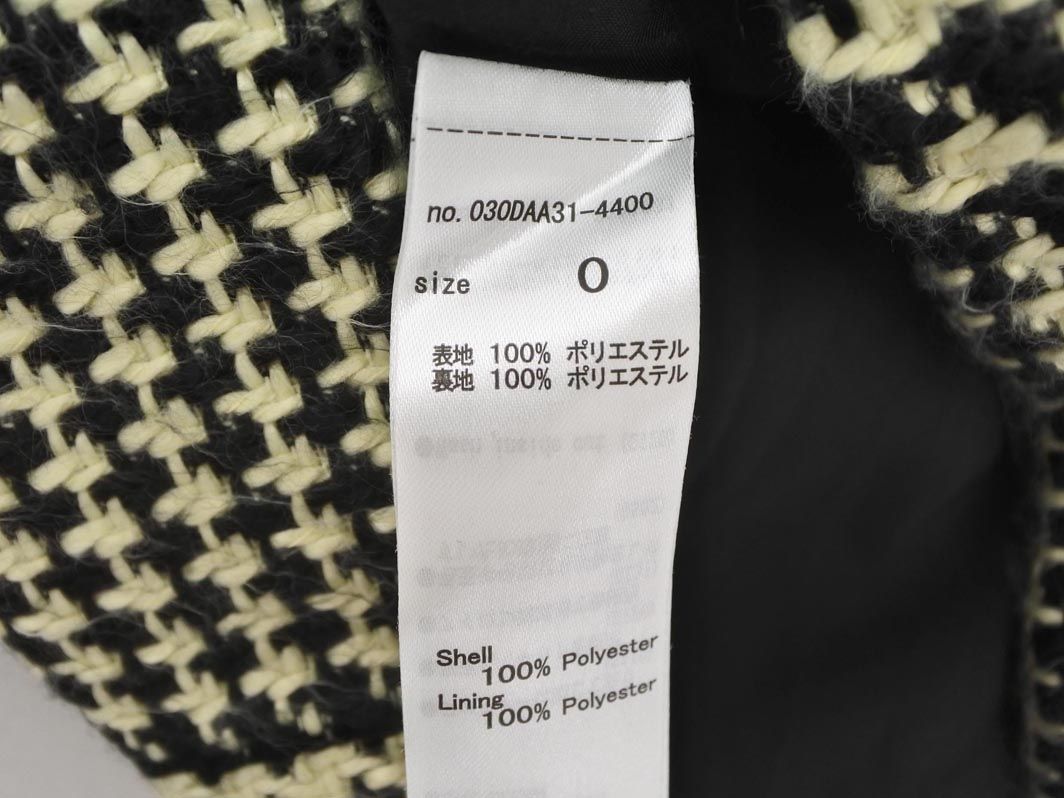 no. 030DAA31-4400
size 0
表地 100% ポリエステル
裏地 100% ポリエステル
Shell
100% Polyester
Lining
100% Polyester